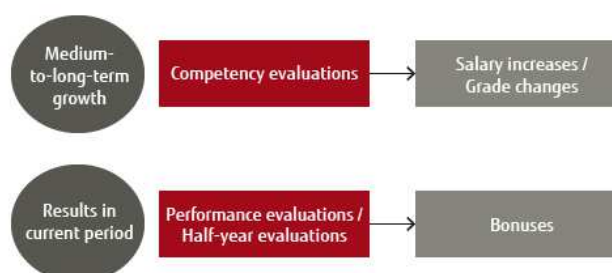 Medium-
to-long-term
growth
Competency evaluations
Salary increases /
Grade changes
Results in
current period
Performance evaluations /
Half-year evaluations
Bonuses